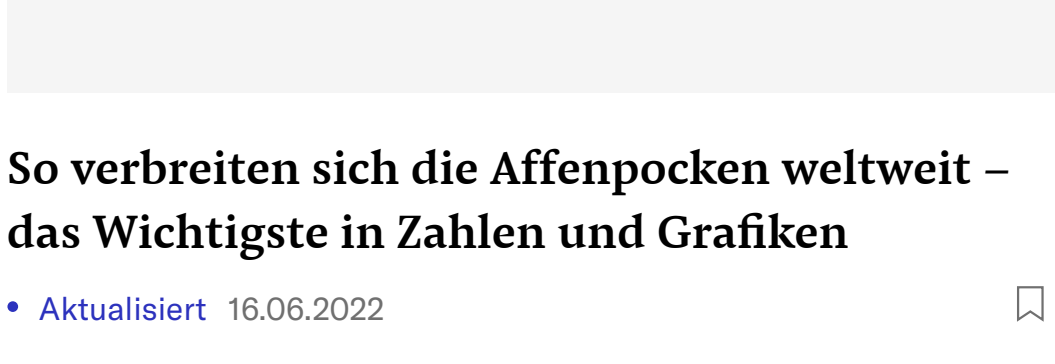 So verbreiten sich die Affenpocken weltweit –
das Wichtigste in Zahlen und Grafiken
• Aktualisiert 16.06.2022